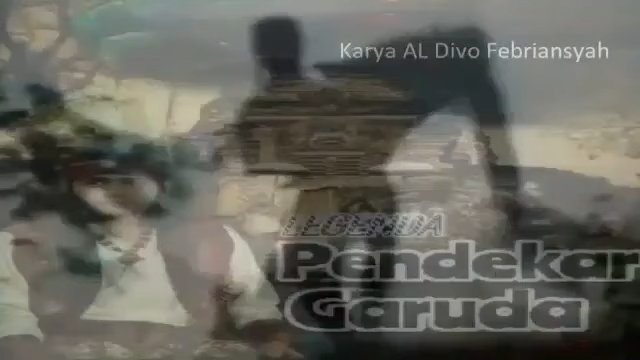 Karya AL Divo Febriansyah
LEGENDA
Pendekar
Garuda